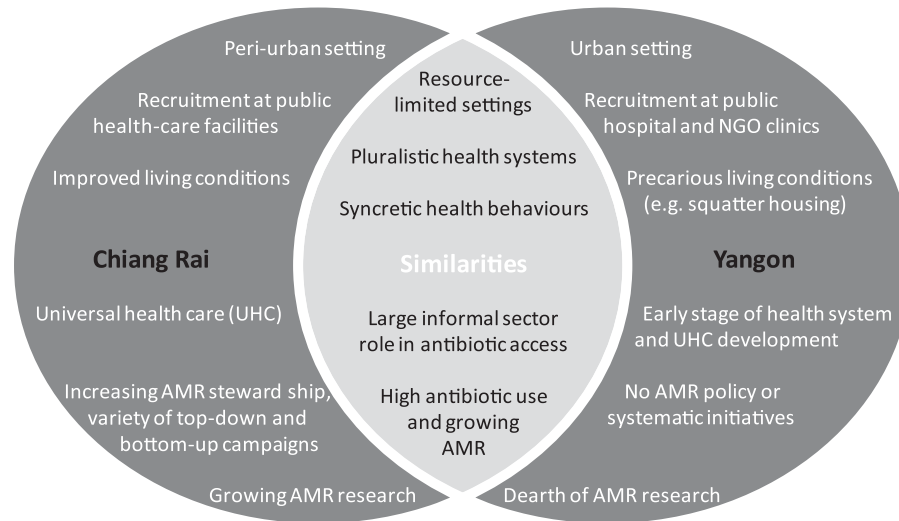 Peri-urban setting
Recruitment at public
health-care facilities
Improved living conditions
Chiang Rai
Universal health care (UHC)
Increasing AMR steward ship,
variety of top-down and
bottom-up campaigns
Growing AMR research
Resource-
limited settings
Pluralistic health systems
Syncretic health behaviours
Similarities
Large informal sector
role in antibiotic access
High antibiotic use
and growing
AMR
Urban setting
Recruitment at public
hospital and NGO clinics
Precarious living conditions
(e.g. squatter housing)
Yangon
Early stage of health system
and UHC development
No AMR policy or
systematic initiatives
Dearth of AMR research